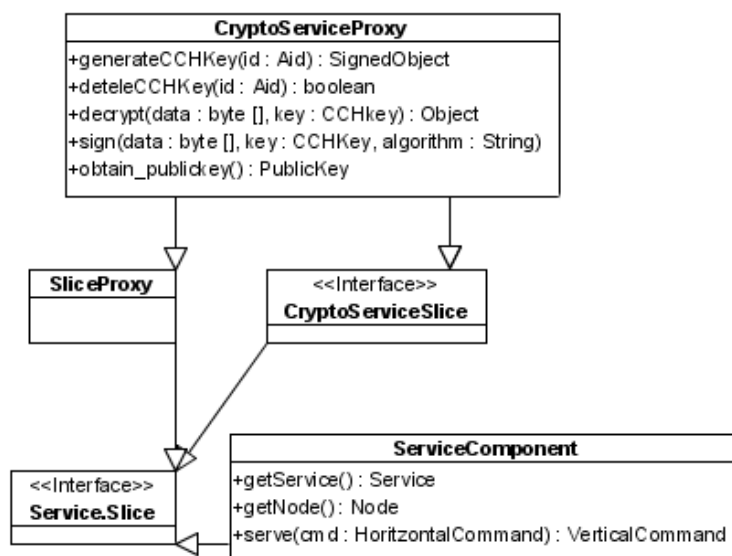 CryptoServiceProxy
+generateCCHKey(id : Aid) : SignedObject
+deteleCCHKey(id : Aid) : boolean
+decrypt(data : byte [], key : CCHkey) : Object
+sign(data : byte [], key : CCHKey, algorithm : String)
+obtain_publickey() : PublicKey
SliceProxy
<<Interface>>
CryptoServiceSlice
<<Interface>>
Service.Slice
ServiceComponent
+getService() : Service
+getNode() : Node
+serve(cmd : HoritzontalCommand) : VerticalCommand